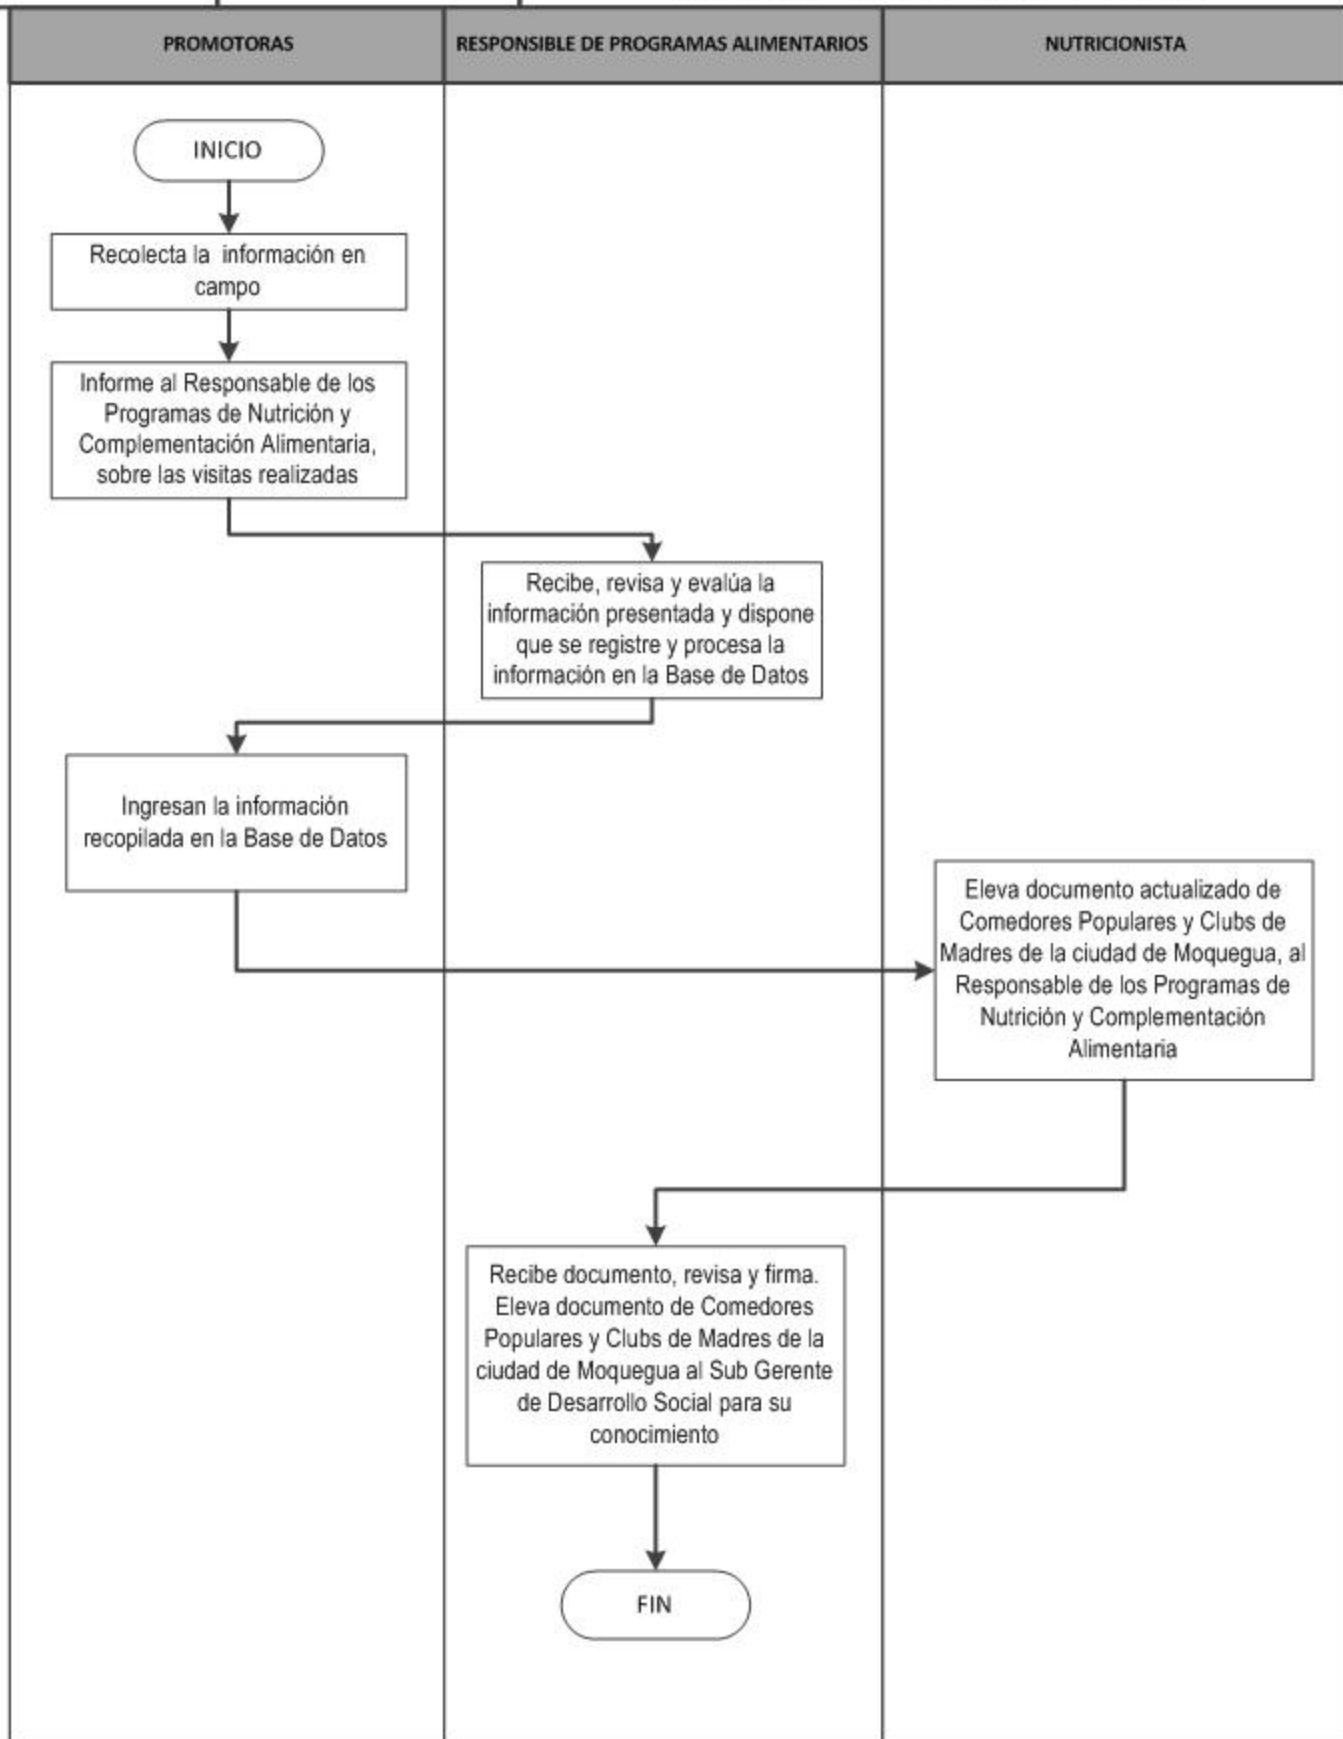 PROMOTORAS
RESPONSIBLE DE PROGRAMAS ALIMENTARIOS
NUTRICIONISTA
INICIO
Recolecta la información en
campo
Informe al Responsable de los
Programas de Nutrición y
Complementación Alimentaria,
sobre las visitas realizadas
Recibe, revisa y evalúa la
información presentada y dispone
que se registre y procesa la
información en la Base de Datos
Ingresan la información
recopilada en la Base de Datos
Eleva documento actualizado de
Comedores Populares y Clubs de
Madres de la ciudad de Moquegua, al
Responsable de los Programas de
Nutrición y Complementación
Alimentaria
Recibe documento, revisa y firma.
Eleva documento de Comedores
Populares y Clubs de Madres de la
ciudad de Moquegua al Sub Gerente
de Desarrollo Social para su
conocimiento
FIN